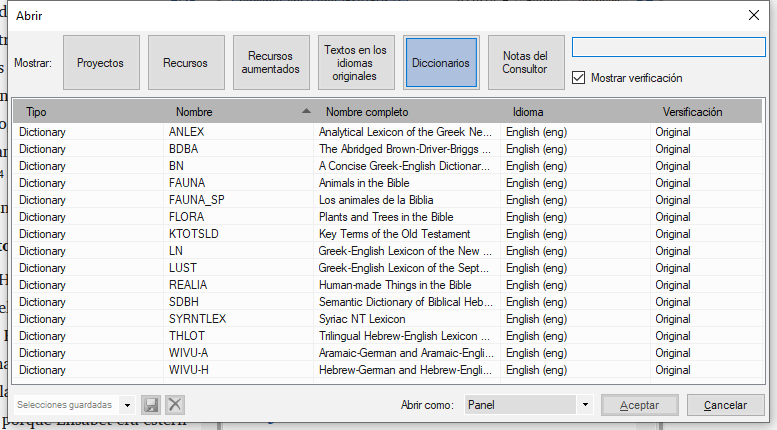 Abrir
Mostrar:
Proyectos
Recursos
Recursos
aumentados
Textos en los
idiomas
originales
Diccionarios
Notas del
Consultor
Mostrar verificación
Tipo Nombre Nombre completo Idioma Versificación
Dictionary ANLEX Analytical Lexicon of the Greek Ne... English (eng) Original
Dictionary BDBA The Abridged Brown-Driver-Briggs ... English (eng) Original
Dictionary BN A Concise Greek-English Dictionar... English (eng) Original
Dictionary FAUNA Animals in the Bible English (eng) Original
Dictionary FAUNA_SP Los animales de la Biblia English (eng) Original
Dictionary FLORA Plants and Trees in the Bible English (eng) Original
Dictionary KTOTSLD Key Terms of the Old Testament English (eng) Original
Dictionary LN Greek-English Lexicon of the New ... English (eng) Original
Dictionary LUST Greek-English Lexicon of the Sept... English (eng) Original
Dictionary REALIA Human-made Things in the Bible English (eng) Original
Dictionary SDBH Semantic Dictionary of Biblical Heb... English (eng) Original
Dictionary SYRNTLEX Syriac NT Lexicon English (eng) Original
Dictionary THLOT Trilingual Hebrew-English Lexicon ... English (eng) Original
Dictionary WIVU-A Aramaic-German and Aramaic-Engli... English (eng) Original
Dictionary WIVU-H Hebrew-German and Hebrew-Engli... English (eng) Original
Selecciones guardadas
Abrir como: Panel
Aceptar
Cancelar